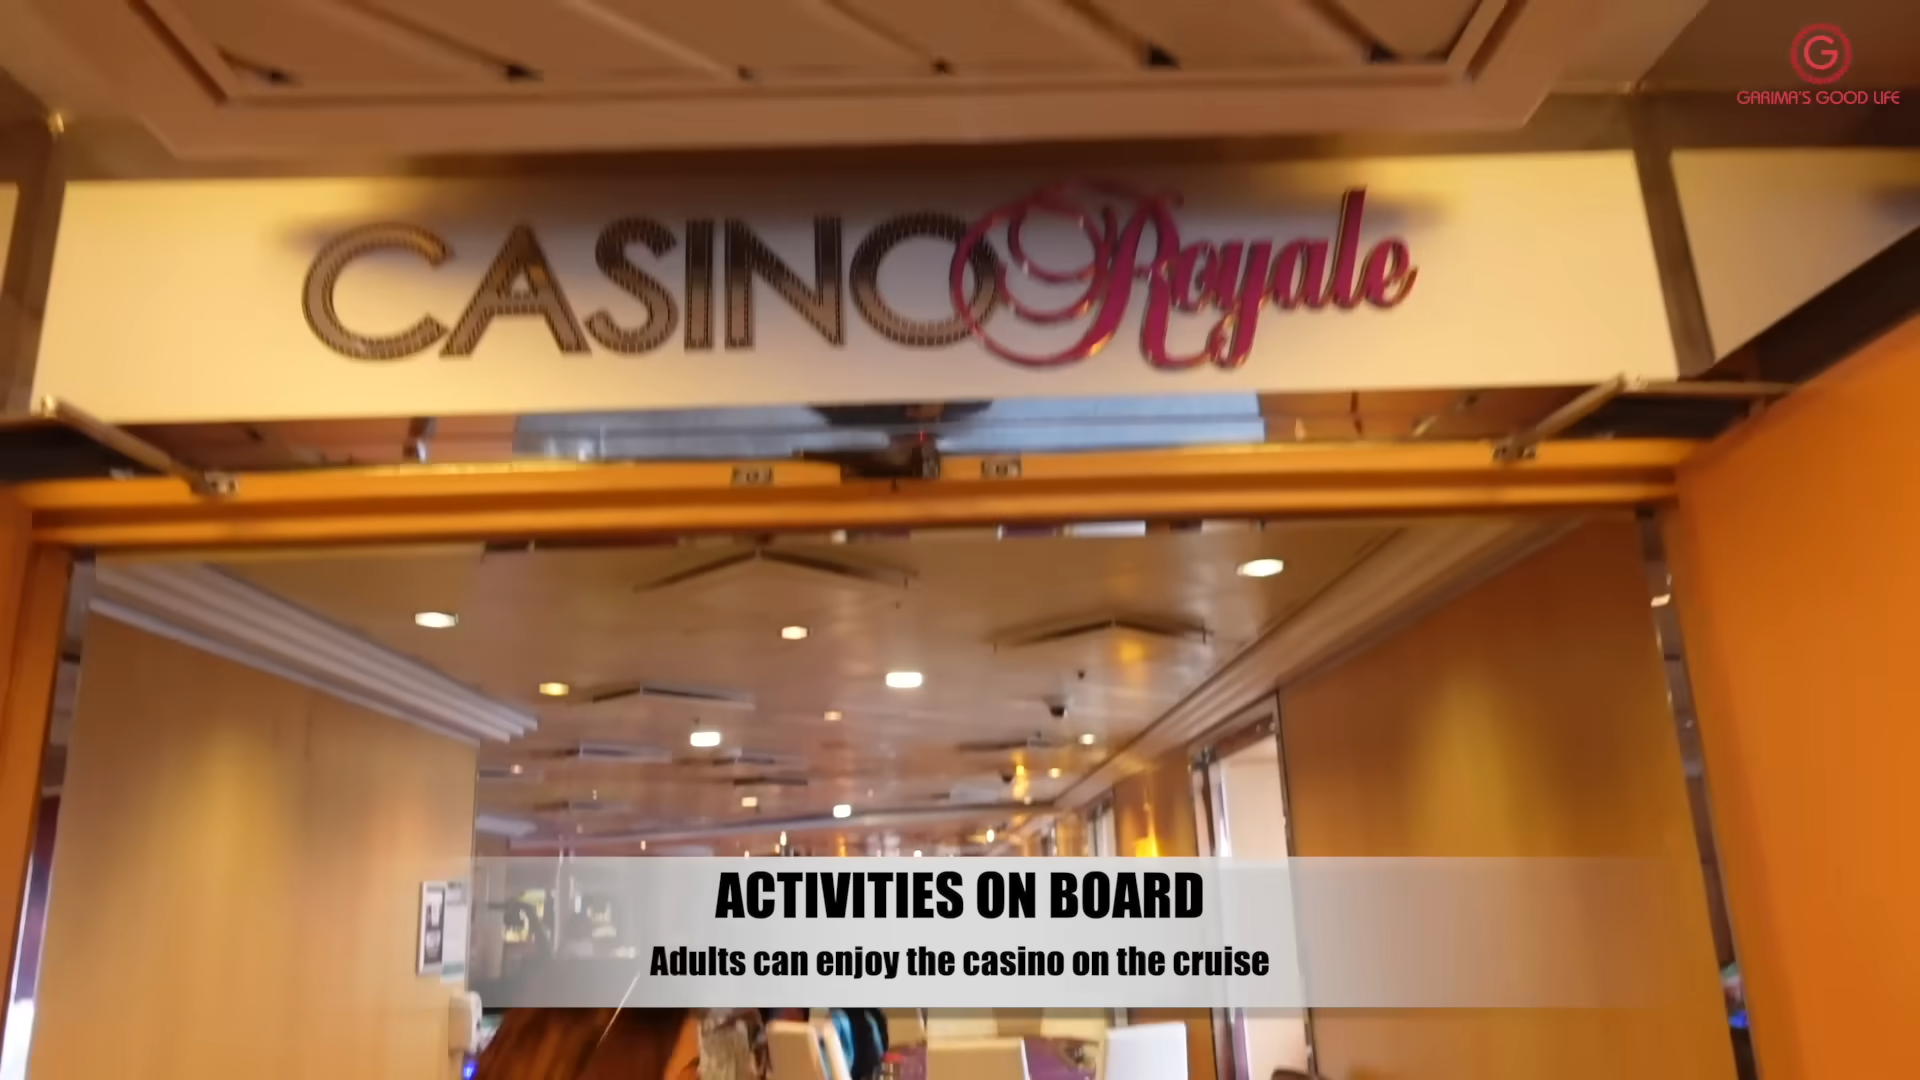 G
GARIMA'S GOOD LIFE
CASINO Royale
ACTIVITIES ON BOARD
Adults can enjoy the casino on the cruise